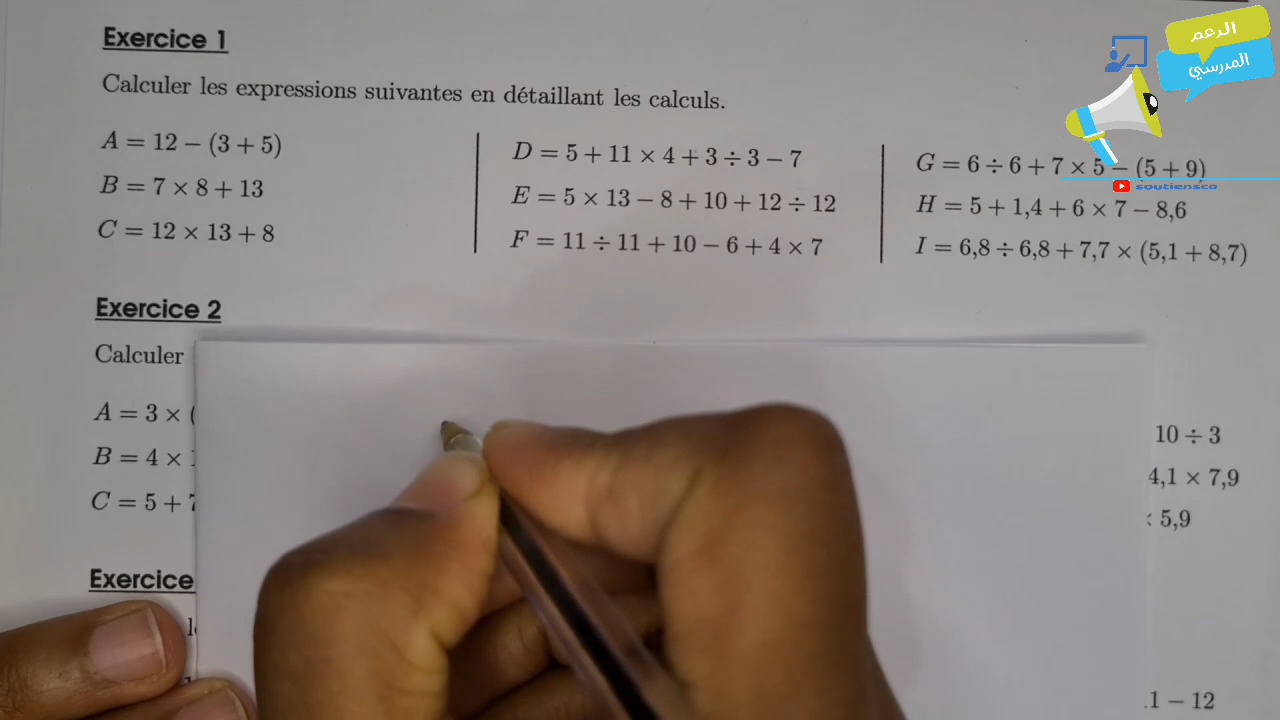 الدعم
المدرسي
soutiensco
Exercice 1
Calculer les expressions suivantes en détaillant les calculs.
A = 12 − (3 + 5)
B = 7 × 8 + 13
C = 12 × 13 + 8
D = 5 + 11 × 4 + 3 ÷ 3 − 7
E = 5 × 13 − 8 + 10 + 12 ÷ 12
F = 11 ÷ 11 + 10 − 6 + 4 × 7
G = 6 ÷ 6 + 7 × 5 − (5 + 9)
H = 5 + 1,4 + 6 × 7 − 8,6
I = 6,8 ÷ 6,8 + 7,7 × (5,1 + 8,7)
Exercice 2
Calculer
A = 3 × (
B = 4 ×
C = 5 + 7
10 ÷ 3
4,1 × 7,9
5,9
Exercice
1 − 12